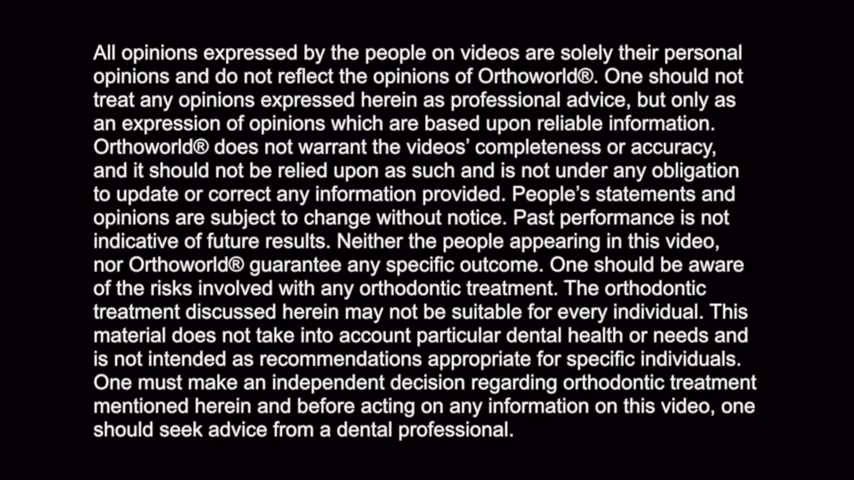 All opinions expressed by the people on videos are solely their personal
opinions and do not reflect the opinions of Orthoworld®. One should not
treat any opinions expressed herein as professional advice, but only as
an expression of opinions which are based upon reliable information.
Orthoworld® does not warrant the videos’ completeness or accuracy,
and it should not be relied upon as such and is not under any obligation
to update or correct any information provided. People’s statements and
opinions are subject to change without notice. Past performance is not
indicative of future results. Neither the people appearing in this video,
nor Orthoworld® guarantee any specific outcome. One should be aware
of the risks involved with any orthodontic treatment. The orthodontic
treatment discussed herein may not be suitable for every individual. This
material does not take into account particular dental health or needs and
is not intended as recommendations appropriate for specific individuals.
One must make an independent decision regarding orthodontic treatment
mentioned herein and before acting on any information on this video, one
should seek advice from a dental professional.